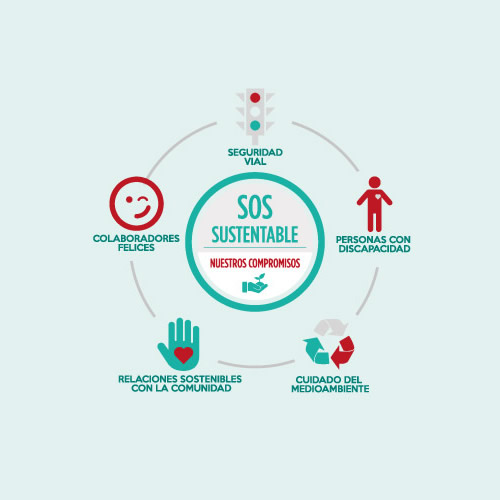 SEGURIDAD
VIAL
SOS
SUSTENTABLE
NUESTROS COMPROMISOS
COLABORADORES
FELICES
PERSONAS CON
DISCAPACIDAD
RELACIONES SOSTENIBLES
CON LA COMUNIDAD
CUIDADO DEL
MEDIOAMBIENTE